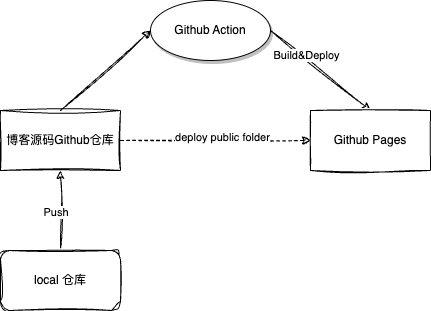 Github Action
Build&Deploy
博客源码Github仓库
deploy public folder
Github Pages
Push
local 仓库